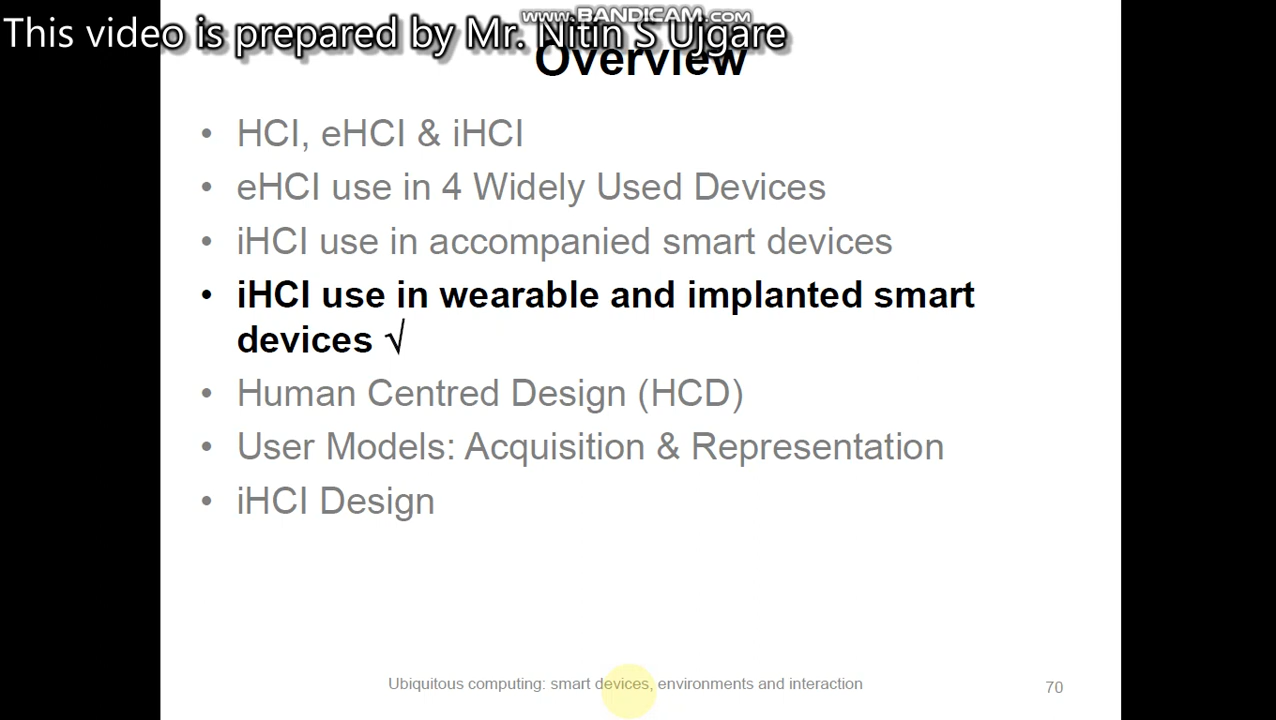 www.BANDICAM.com
This video is prepared by Mr. Nitin S Ujgare
Overview
• HCI, eHCI & iHCI
• eHCI use in 4 Widely Used Devices
• iHCI use in accompanied smart devices
• iHCI use in wearable and implanted smart
devices √
• Human Centred Design (HCD)
• User Models: Acquisition & Representation
• iHCI Design
Ubiquitous computing: smart devices, environments and interaction
70